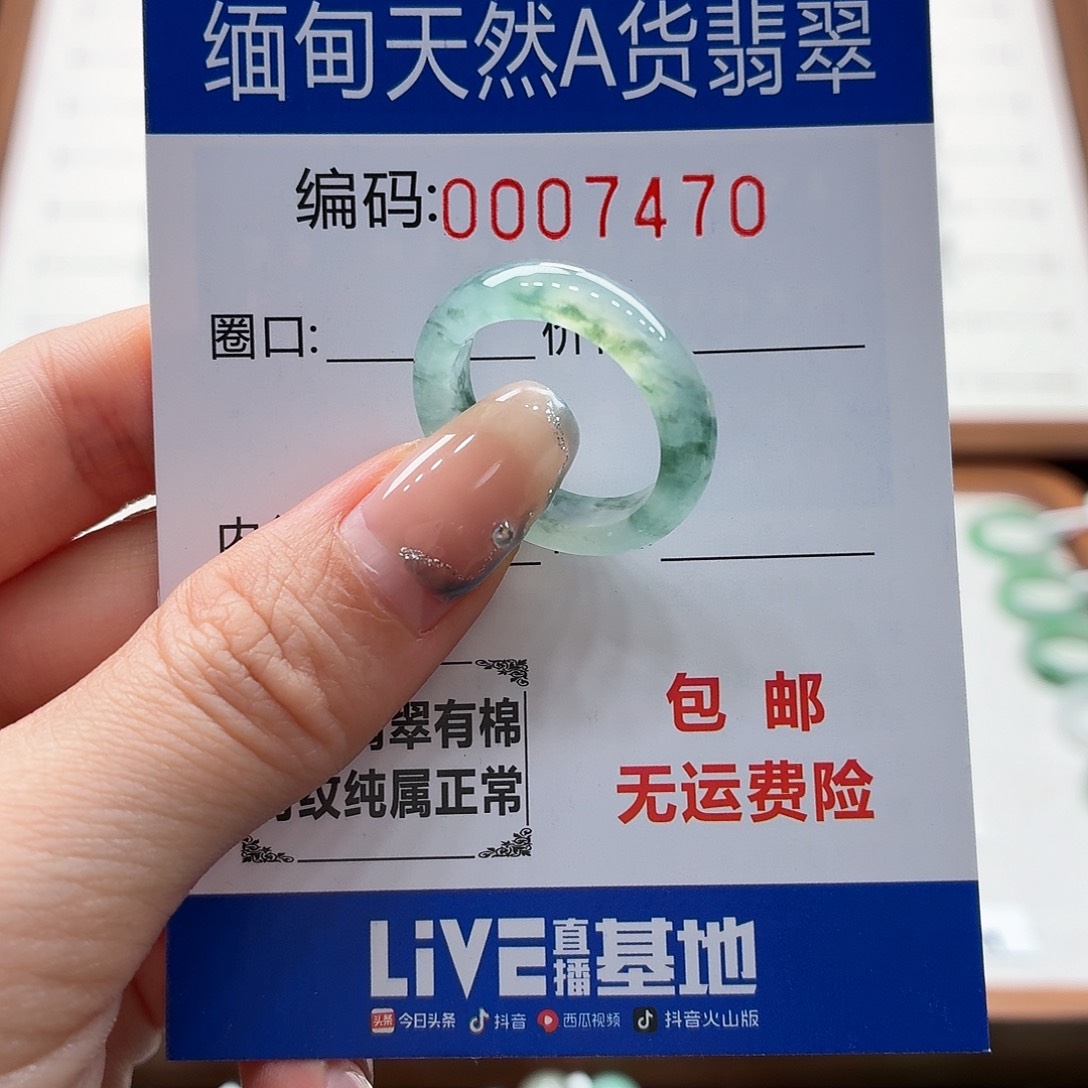 缅甸天然A货翡翠
编码:0007470
圈口:
翠有棉
纹纯属正常
包 邮
无运费险
LiVE直播基地
头条 今日头条 抖音 西瓜视频 抖音火山版